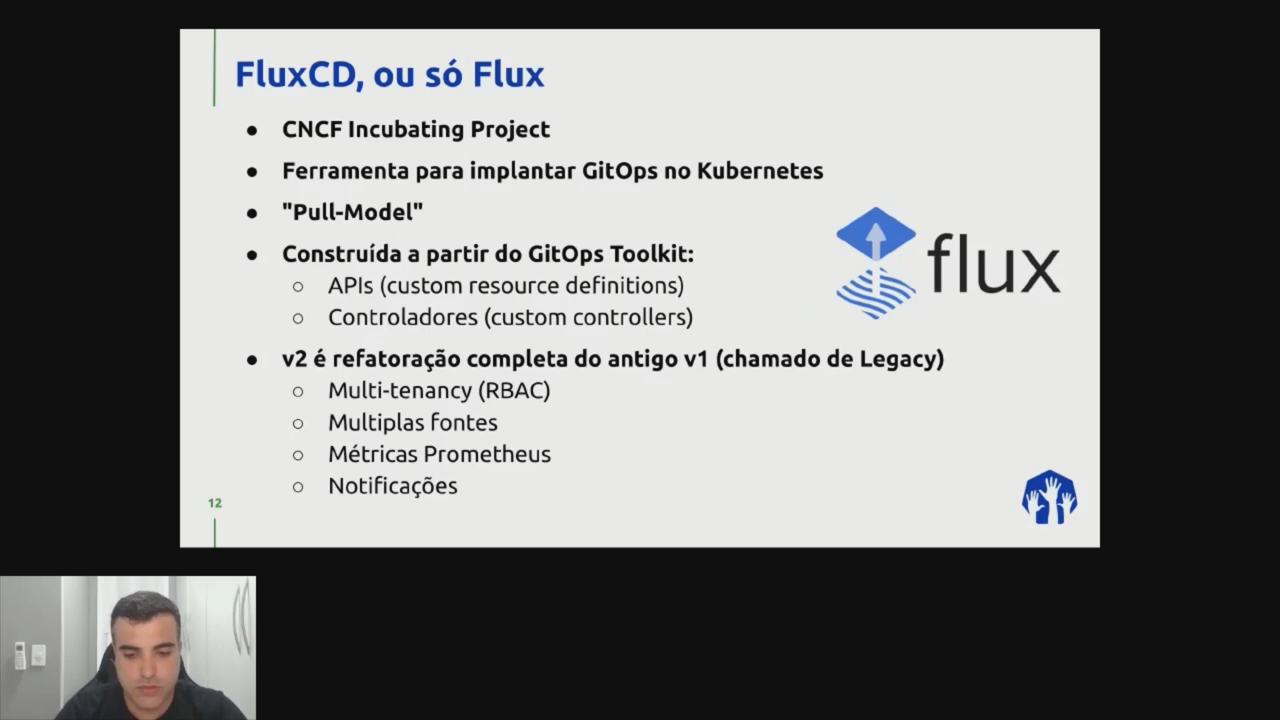 FluxCD, ou só Flux
● CNCF Incubating Project
● Ferramenta para implantar GitOps no Kubernetes
● "Pull-Model"
● Construída a partir do GitOps Toolkit:
○ APIs (custom resource definitions)
○ Controladores (custom controllers)
flux
● v2 é refatoração completa do antigo v1 (chamado de Legacy)
○ Multi-tenancy (RBAC)
○ Multiplas fontes
○ Métricas Prometheus
○ Notificações
12